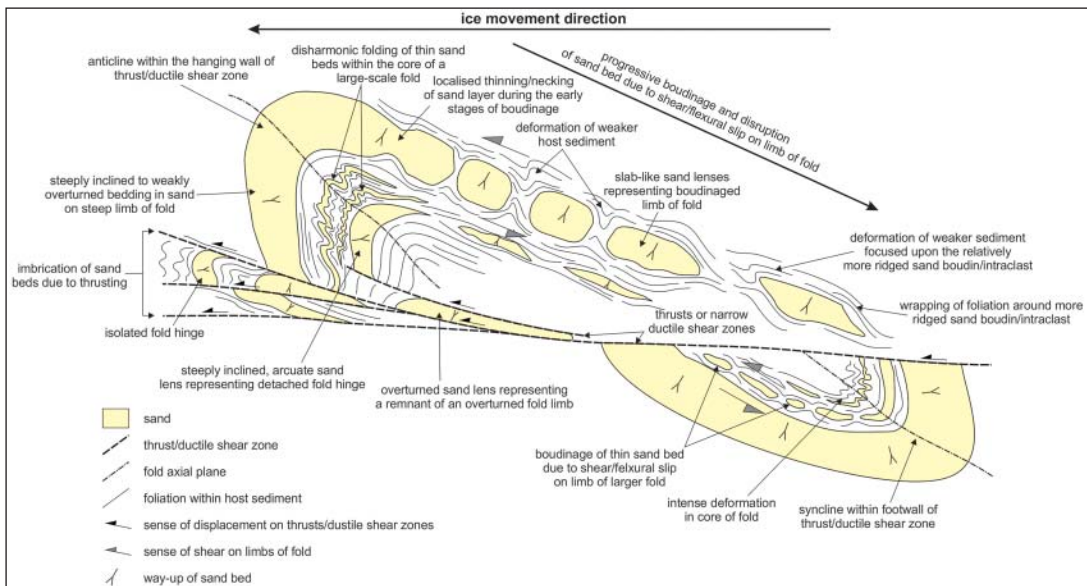 ice movement direction
anticline within the hanging wall of
thrust/ductile shear zone
disharmonic folding of thin sand
beds within the core of a
large-scale fold
localised thinning/necking
of sand layer during the early
stages of boudinage
progressive boudinage and disruption
of sand bed due to shear/flexural slip
on limb of fold
deformation of weaker
host sediment
slab-like sand lenses
representing boudinaged
limb of fold
steeply inclined to weakly
overturned bedding in sand
on steep limb of fold
deformation of weaker sediment
focused upon the relatively
more ridged sand boudin/intraclast
imbrication of sand
beds due to thrusting
wrapping of foliation around more
ridged sand boudin/intraclast
isolated fold hinge
thrusts or narrow
ductile shear zones
steeply inclined, arcuate sand
lens representing detached fold hinge
overturned sand lens representing
a remnant of an overturned fold limb
boudinage of thin sand bed
due to shear/felxural slip
on limb of larger fold
intense deformation
in core of fold
syncline within footwall of
thrust/ductile shear zone
sand
thrust/ductile shear zone
fold axial plane
foliation within host sediment
sense of displacement on thrusts/dustile shear zones
sense of shear on limbs of fold
way-up of sand bed